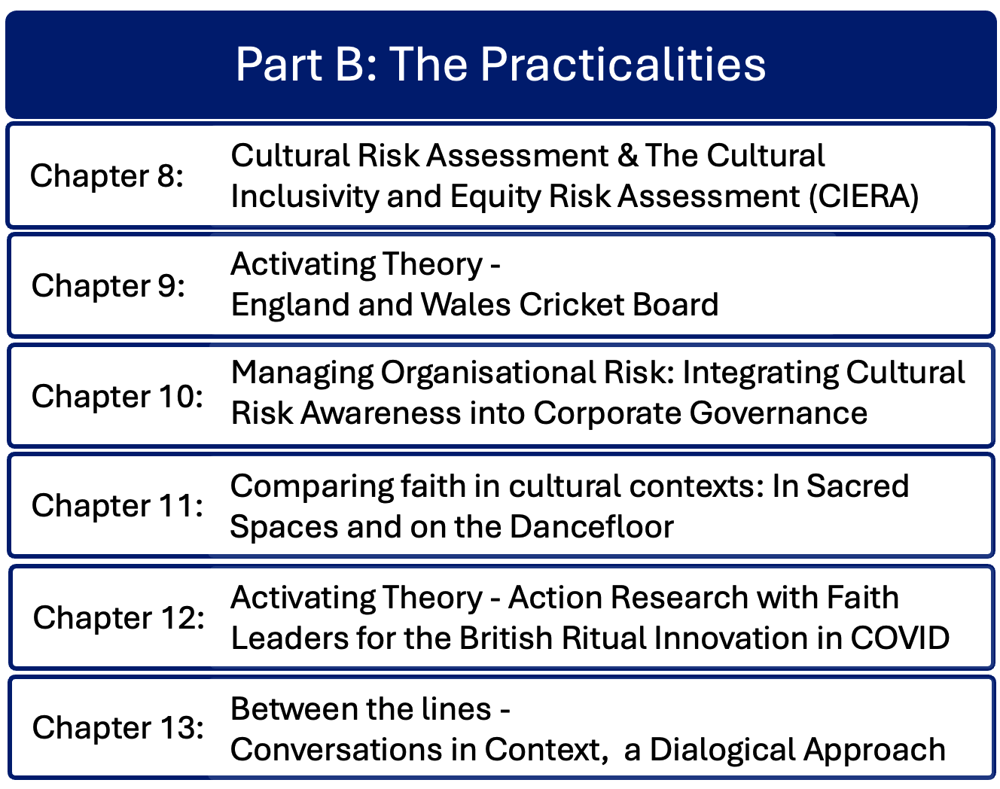 Part B: The Practicalities
Chapter 8:
Cultural Risk Assessment & The Cultural
Inclusivity and Equity Risk Assessment (CIERA)
Chapter 9:
Activating Theory -
England and Wales Cricket Board
Chapter 10:
Managing Organisational Risk: Integrating Cultural
Risk Awareness into Corporate Governance
Chapter 11:
Comparing faith in cultural contexts: In Sacred
Spaces and on the Dancefloor
Chapter 12:
Activating Theory - Action Research with Faith
Leaders for the British Ritual Innovation in COVID
Chapter 13:
Between the lines -
Conversations in Context,  a Dialogical Approach